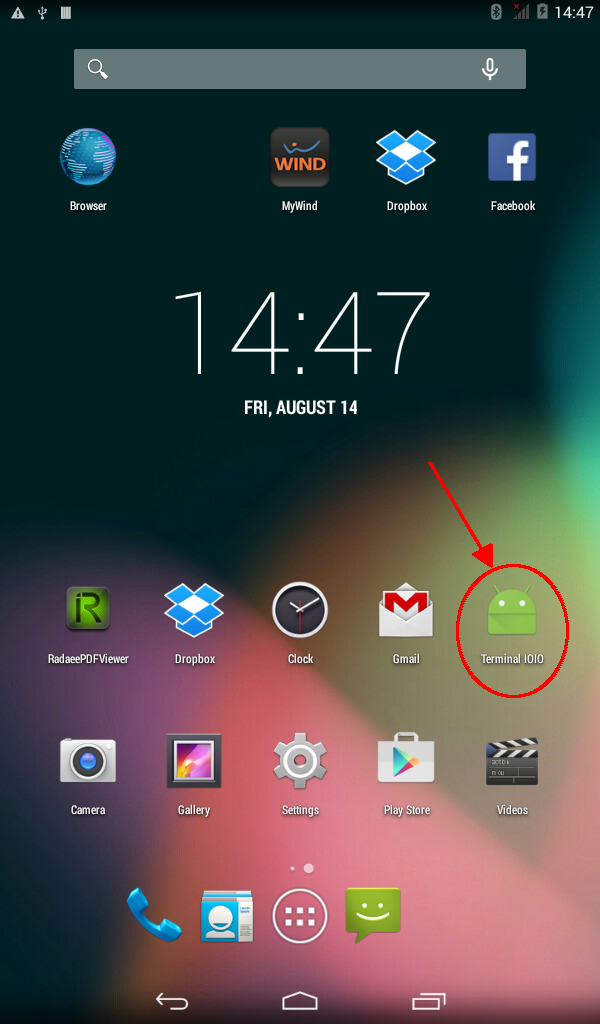 14:47
WIND
Browser
MyWind
Dropbox
Facebook
14:47
FRI, AUGUST 14
RadaeePDFViewer
Dropbox
Clock
Gmail
Terminal IOIO
Camera
Gallery
Settings
Play Store
Videos